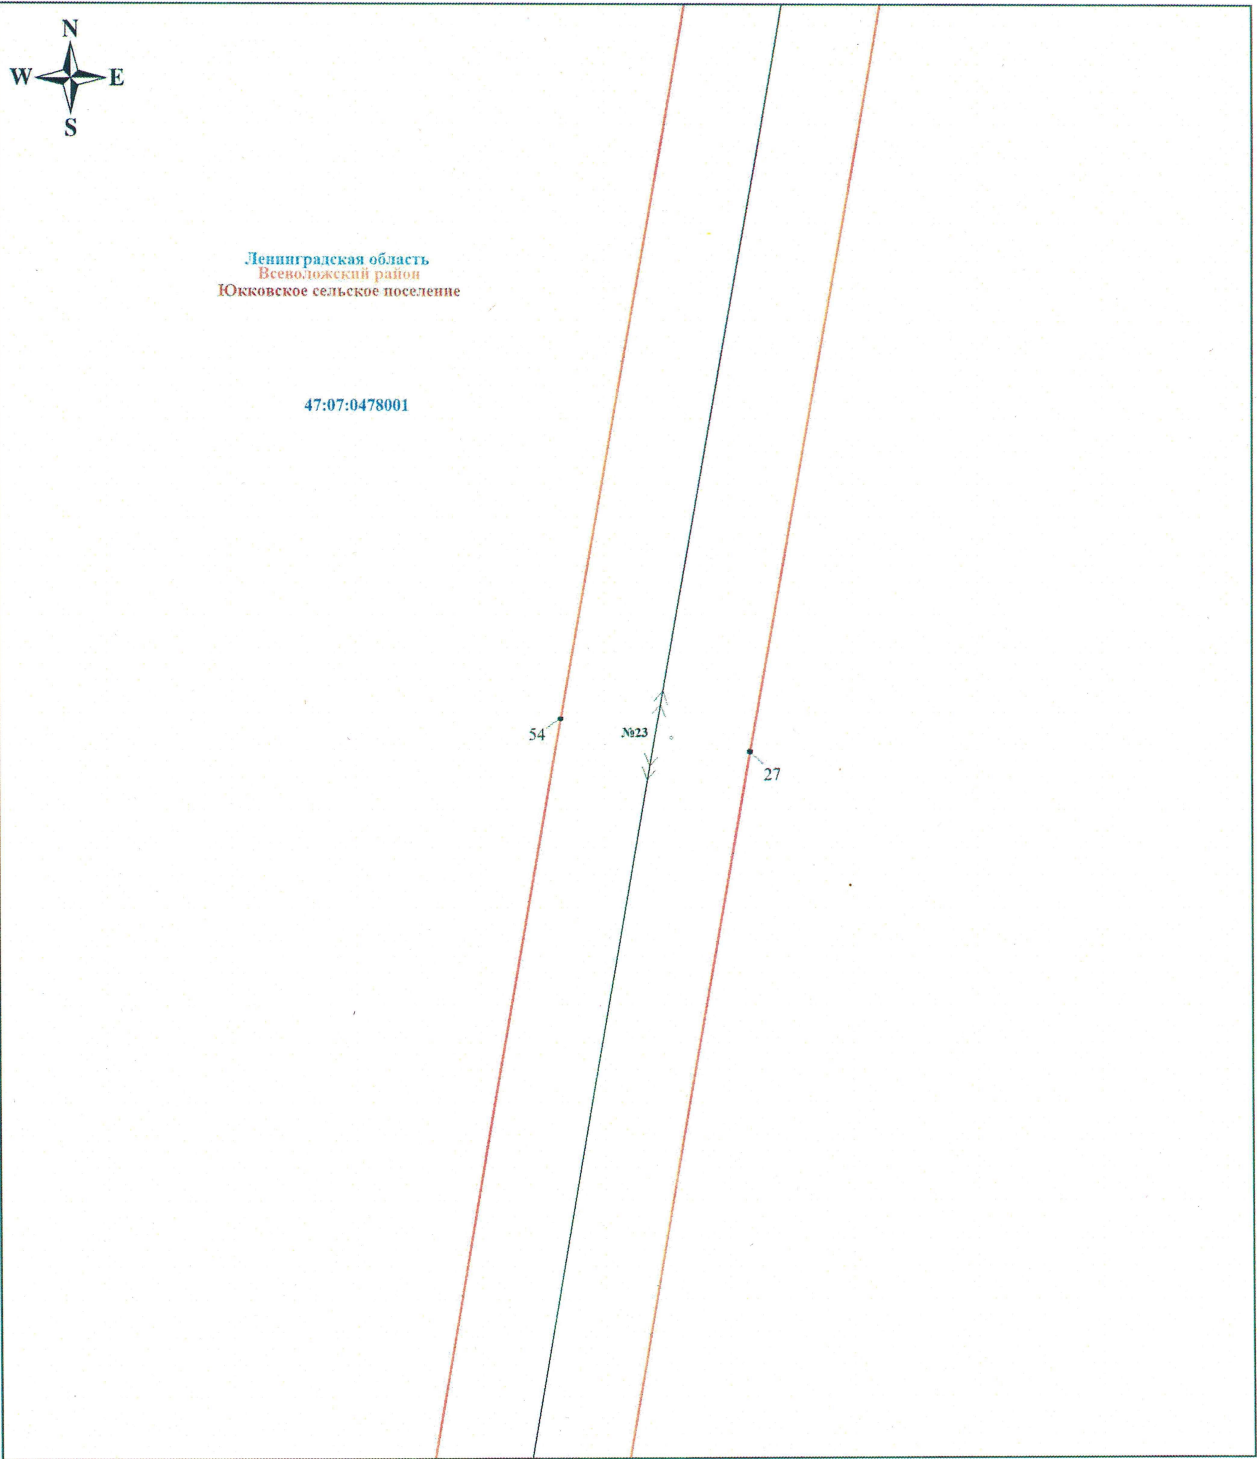 N
W E
S
Ленинградская область
Всеволожский район
Юкковское сельское поселение
47:07:0478001
54
№23
27